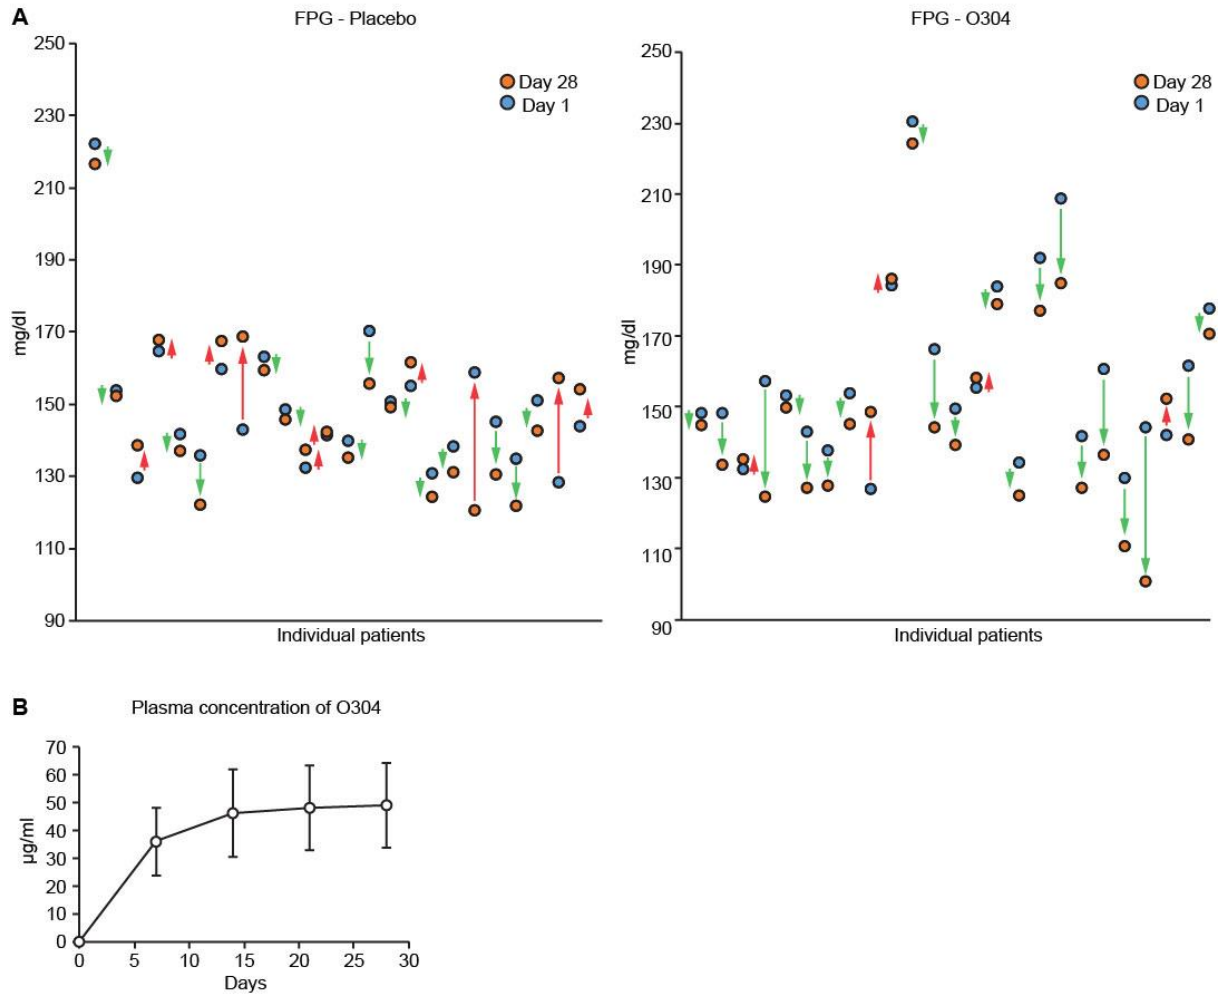 A
FPG - Placebo
250
230
210
190
170
150
130
110
90
mg/dl
Day 28
Day 1
Individual patients
FPG - O304
250
230
210
190
170
150
130
110
90
mg/dl
Day 28
Day 1
Individual patients
B
Plasma concentration of O304
70
60
50
40
30
20
10
0
µg/ml
0 5 10 15 20 25 30
Days